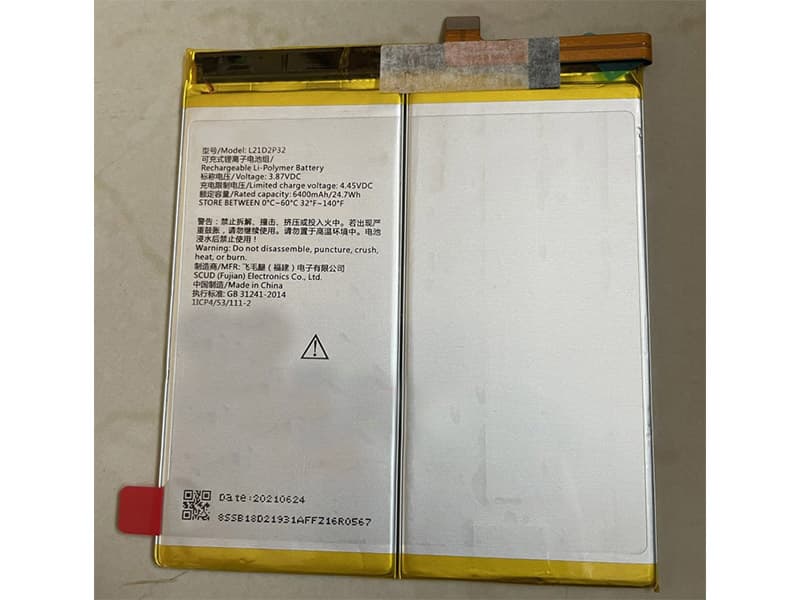 型号/Model: L21D2P32
可充式锂离子电池组/
Rechargeable Li-Polymer Battery
标称电压/Voltage: 3.87VDC
充电限制电压/Limited charge voltage: 4.45VDC
额定容量/Rated capacity: 6400mAh/24.7Wh
STORE BETWEEN 0°C~60°C 32°F~140°F
警告: 禁止拆解、撞击、挤压或投入火中。若出现严
重鼓胀，请勿继续使用。请勿置于高温环境中。电池
浸水后禁止使用。
Warning: Do not disassemble, puncture, crush,
heat, or burn.
制造商/MFR: 飞毛腿（福建）电子有限公司
SCUD (Fujian) Electronics Co., Ltd.
中国制造/Made in China
执行标准: GB 31241-2014
1ICP4/53/111-2
Date:20210624
8SSB18D21931AFFZ16R0567